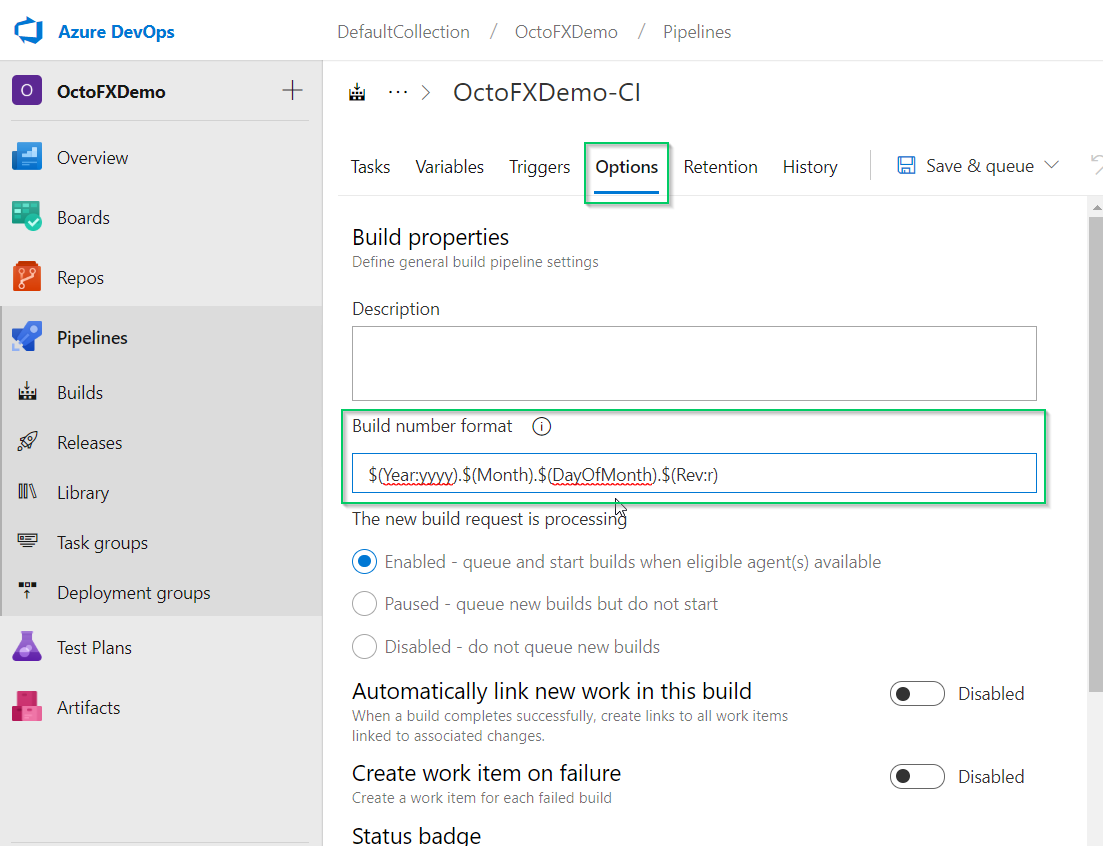 Azure DevOps
DefaultCollection / OctoFXDemo / Pipelines
O OctoFXDemo
Overview
Boards
Repos
Pipelines
Builds
Releases
Library
Task groups
Deployment groups
Test Plans
Artifacts
... > OctoFXDemo-CI
Tasks Variables Triggers Options Retention History Save & queue
Build properties
Define general build pipeline settings
Description
Build number format i
$(Year:yyyy).$(Month).$(DayOfMonth).$(Rev:r)
The new build request is processing
Enabled - queue and start builds when eligible agent(s) available
Paused - queue new builds but do not start
Disabled - do not queue new builds
Automatically link new work in this build Disabled
When a build completes successfully, create links to all work items
linked to associated changes.
Create work item on failure Disabled
Create a work item for each failed build
Status badge